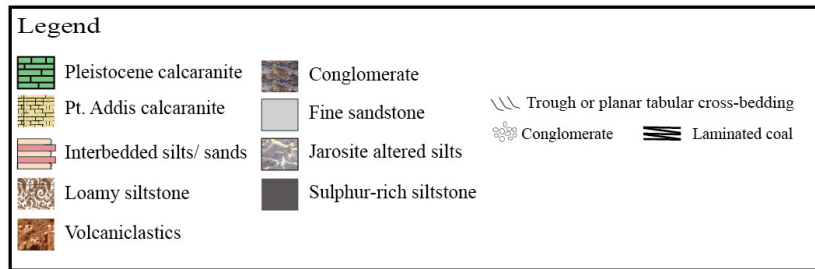 Legend
Pleistocene calcaranite
Pt. Addis calcaranite
Interbedded silts/ sands
Loamy siltstone
Volcaniclastics
Conglomerate
Fine sandstone
Jarosite altered silts
Sulphur-rich siltstone
Trough or planar tabular cross-bedding
Conglomerate
Laminated coal